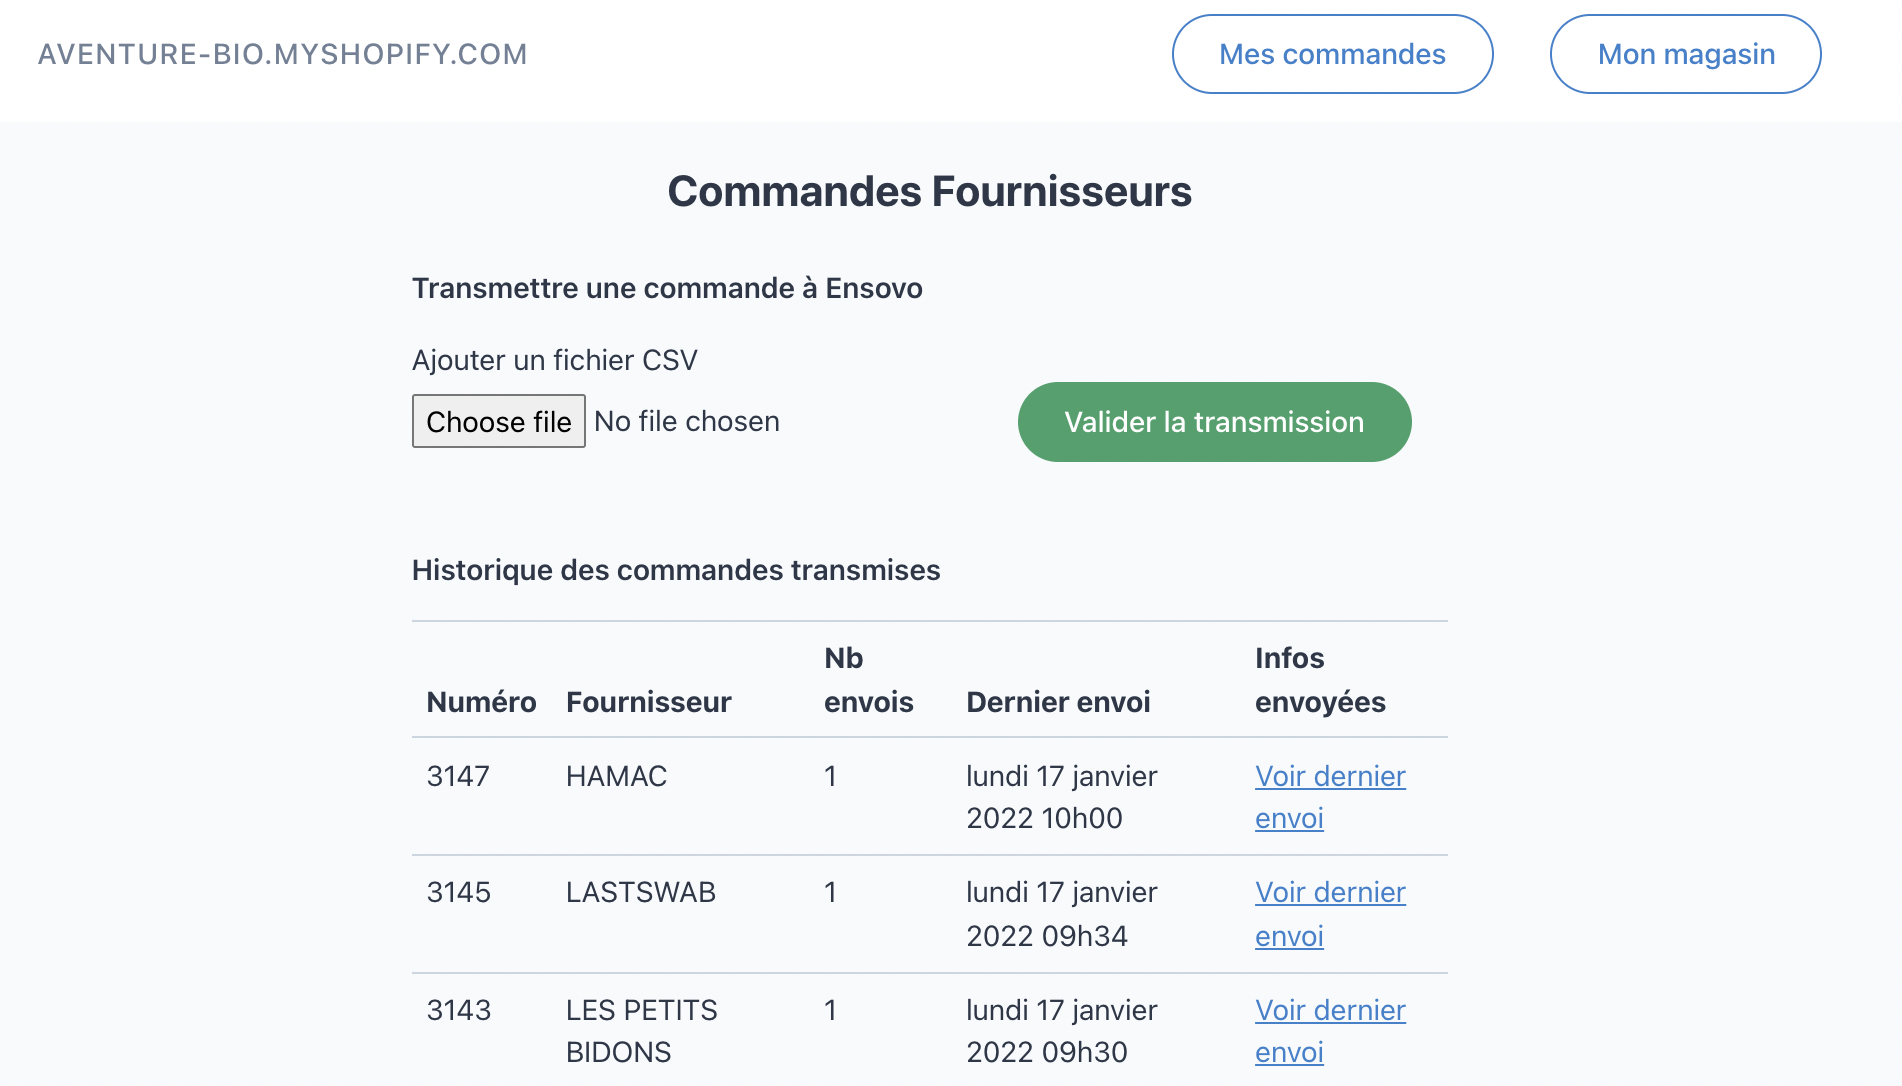 AVENTURE-BIO.MYSHOPIFY.COM
Mes commandes
Mon magasin
Commandes Fournisseurs
Transmettre une commande à Ensovo
Ajouter un fichier CSV
Choose file No file chosen
Valider la transmission
Historique des commandes transmises
Numéro Fournisseur Nb envois Dernier envoi Infos envoyées
3147 HAMAC 1 lundi 17 janvier 2022 10h00 Voir dernier envoi
3145 LASTSWAB 1 lundi 17 janvier 2022 09h34 Voir dernier envoi
3143 LES PETITS BIDONS 1 lundi 17 janvier 2022 09h30 Voir dernier envoi